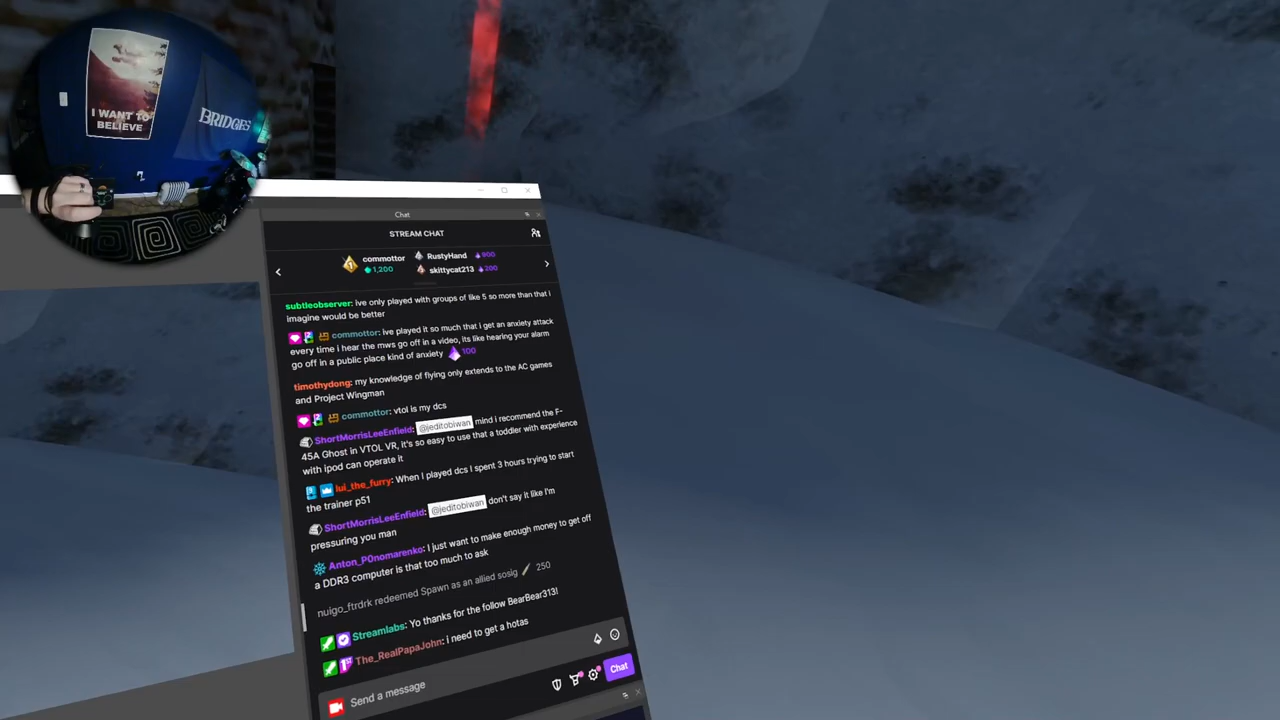 I WANT TO
BELIEVE
BRIDGES
Chat
STREAM CHAT
commottor
1,200
RustyHand 900
skittycat213 200
subtleobserver: ive only played with groups of like 5 so more than that i
imagine would be better
commottor: ive played it so much that i get an anxiety attack
every time i hear the mws go off in a video, its like hearing your alarm
go off in a public place kind of anxiety 100
timothydong: my knowledge of flying only extends to the AC games
and Project Wingman
commottor: vtol is my dcs
ShortMorrisLeeEnfield: @jeditobiwan mind i recommend the F-
45A Ghost in VTOL VR, it's so easy to use that a toddler with experience
with ipod can operate it
lui_the_furry: When I played dcs I spent 3 hours trying to start
the trainer p51
ShortMorrisLeeEnfield: @jeditobiwan don't say it like I'm
pressuring you man
Anton_P0nomarenko: I just want to make enough money to get off
a DDR3 computer is that too much to ask
nuigo_ftrdrk redeemed Spawn as an allied sosig 250
Streamlabs: Yo thanks for the follow BearBear313!
The_RealPapaJohn: i need to get a hotas
Send a message
Chat